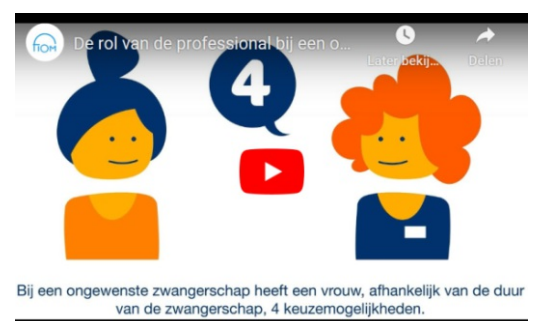 fiom
De rol van de professional bij een o...
Later bekij...
Delen
4
Bij een ongewenste zwangerschap heeft een vrouw, afhankelijk van de duur
van de zwangerschap, 4 keuzemogelijkheden.